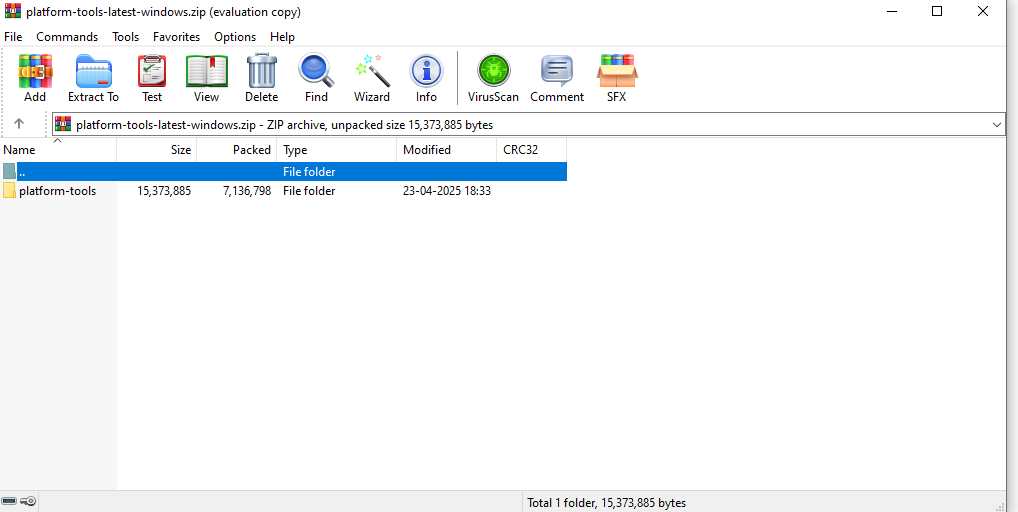 platform-tools-latest-windows.zip (evaluation copy)
File Commands Tools Favorites Options Help
Add Extract To Test View Delete Find Wizard Info VirusScan Comment SFX
platform-tools-latest-windows.zip - ZIP archive, unpacked size 15,373,885 bytes
Name Size Packed Type Modified CRC32
.. File folder
platform-tools 15,373,885 7,136,798 File folder 23-04-2025 18:33
Total 1 folder, 15,373,885 bytes